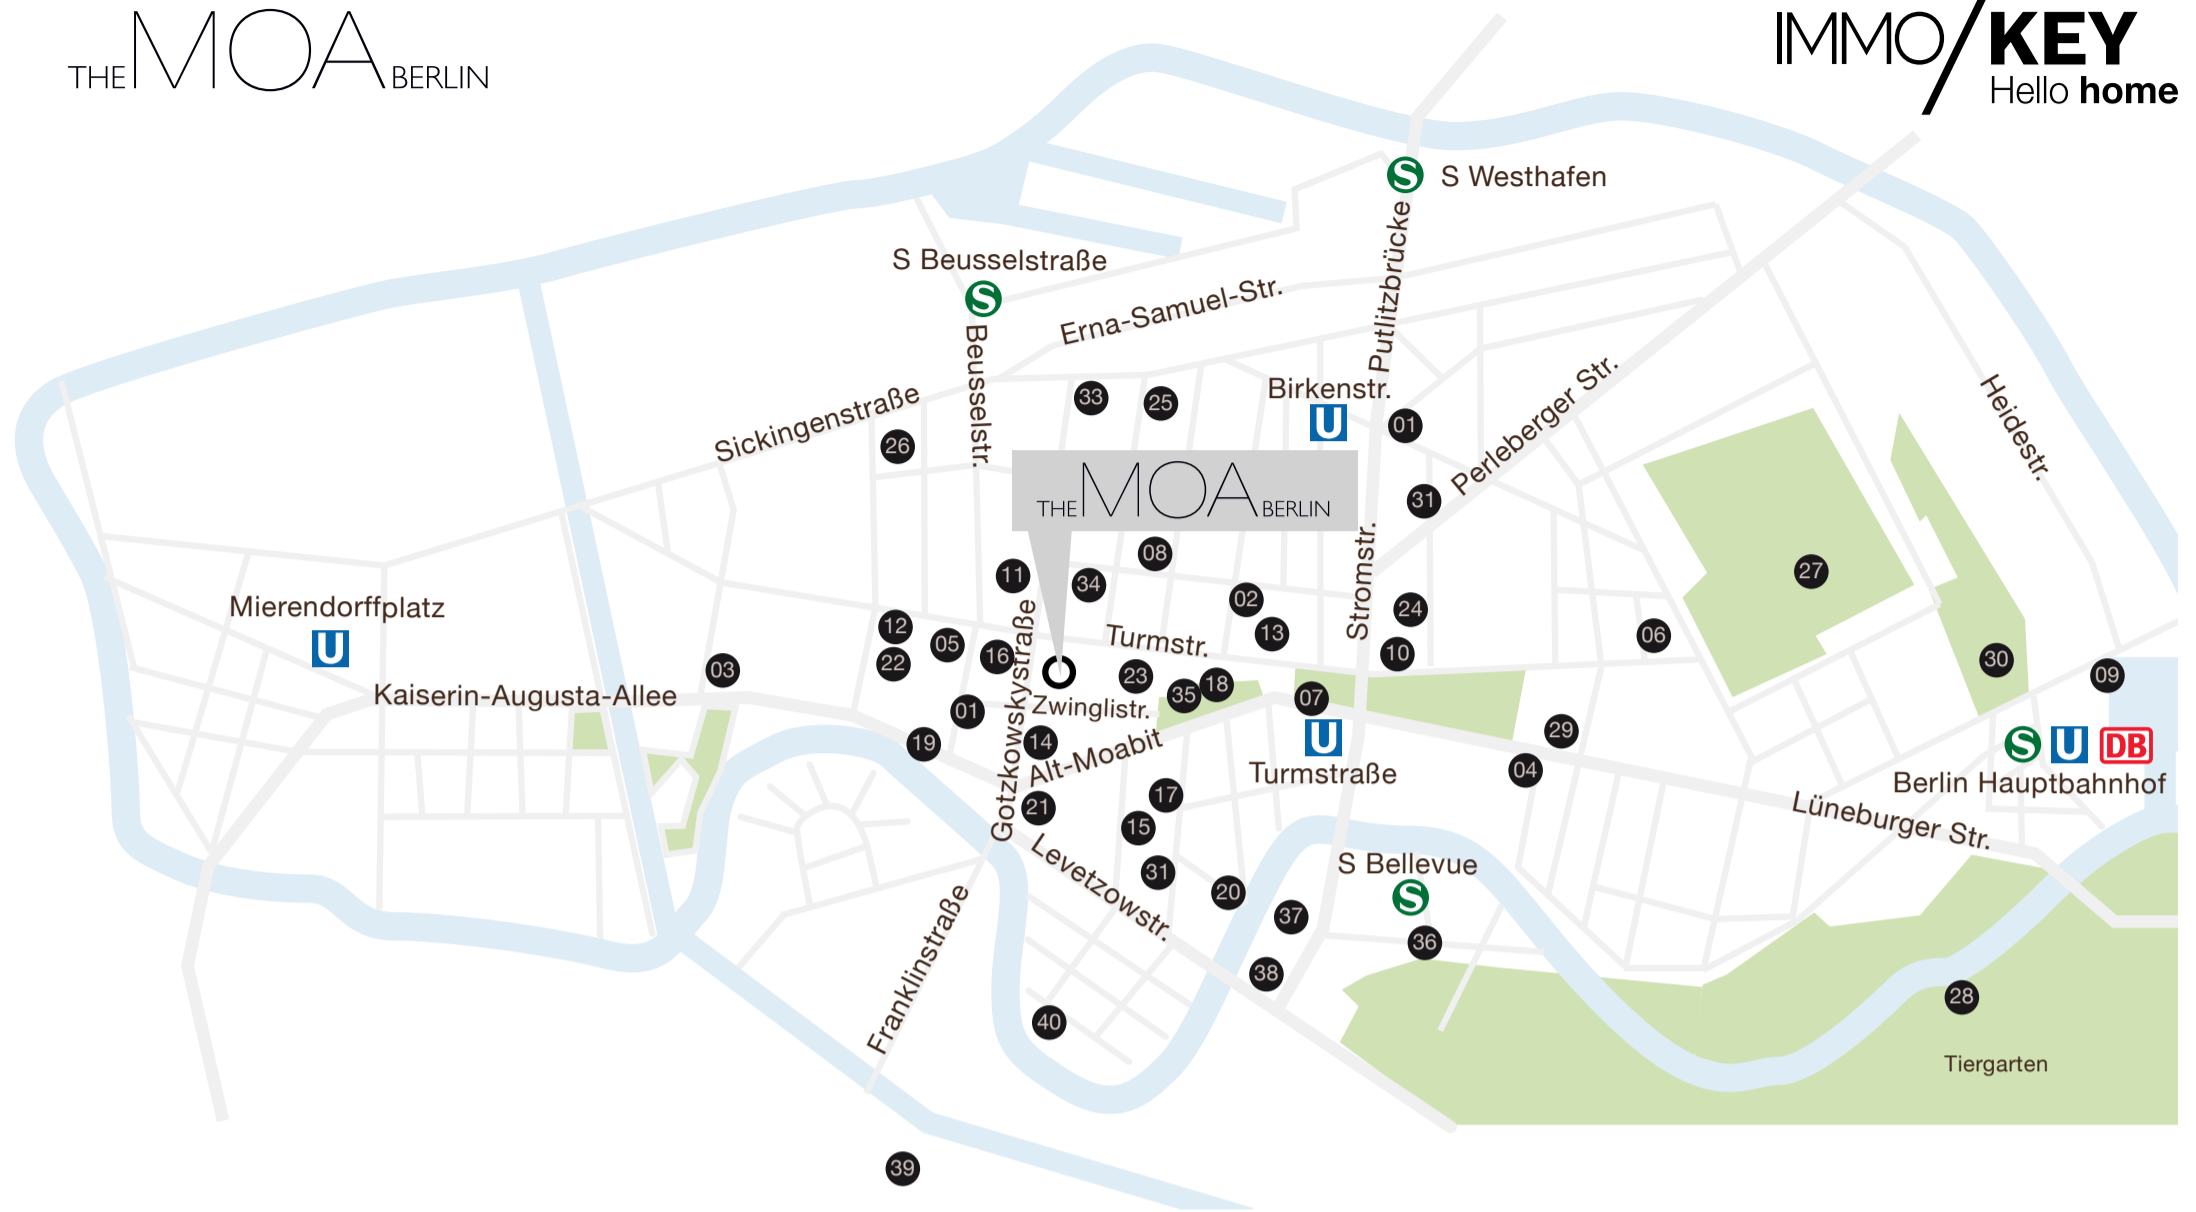 THE MOA BERLIN
IMMO/KEY
Hello home
S
S Westhafen
Putlitzbrücke
S Beusselstraße
S
Beusselstr.
Erna-Samuel-Str.
Birkenstr.
U
01
33
25
Sickingenstraße
26
Perleberger Str.
Heidestr.
THE MOA BERLIN
31
08
11
34
27
Stromstr.
02
24
13
Mierendorffplatz
U
12
05
16
22
Gotzkowskystraße
Turmstr.
10
06
30
09
03
Kaiserin-Augusta-Allee
23
35
18
07
01
Zwinglistr.
19
14
Alt-Moabit
U
Turmstraße
29
04
S
U
DB
Berlin Hauptbahnhof
21
17
15
Lüneburger Str.
Levetzowstr.
31
20
S Bellevue
S
37
36
38
Franklinstraße
40
28
Tiergarten
39